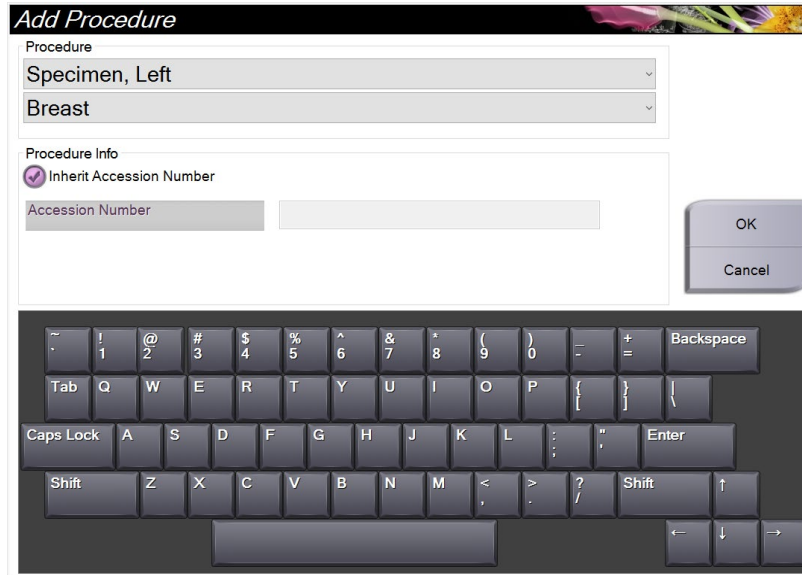 Add Procedure
Procedure
Specimen, Left
Breast
Procedure Info
Inherit Accession Number
Accession Number
OK
Cancel
~ ! @ # $ % ^ & * ( ) _ + Backspace
` 1 2 3 4 5 6 7 8 9 0 - =
Tab Q W E R T Y U I O P { } |
[ ] \
Caps Lock A S D F G H J K L : " Enter
; '
Shift Z X C V B N M < > ? Shift ↑
, . /
← ↓ →